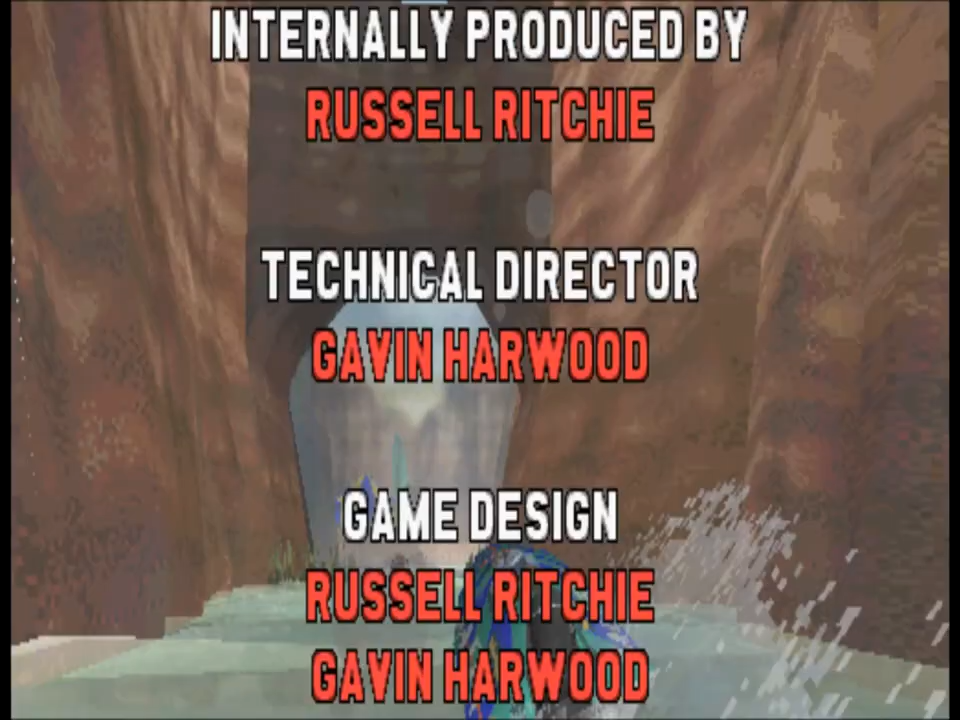 INTERNALLY PRODUCED BY
RUSSELL RITCHIE
TECHNICAL DIRECTOR
GAVIN HARWOOD
GAME DESIGN
RUSSELL RITCHIE
GAVIN HARWOOD